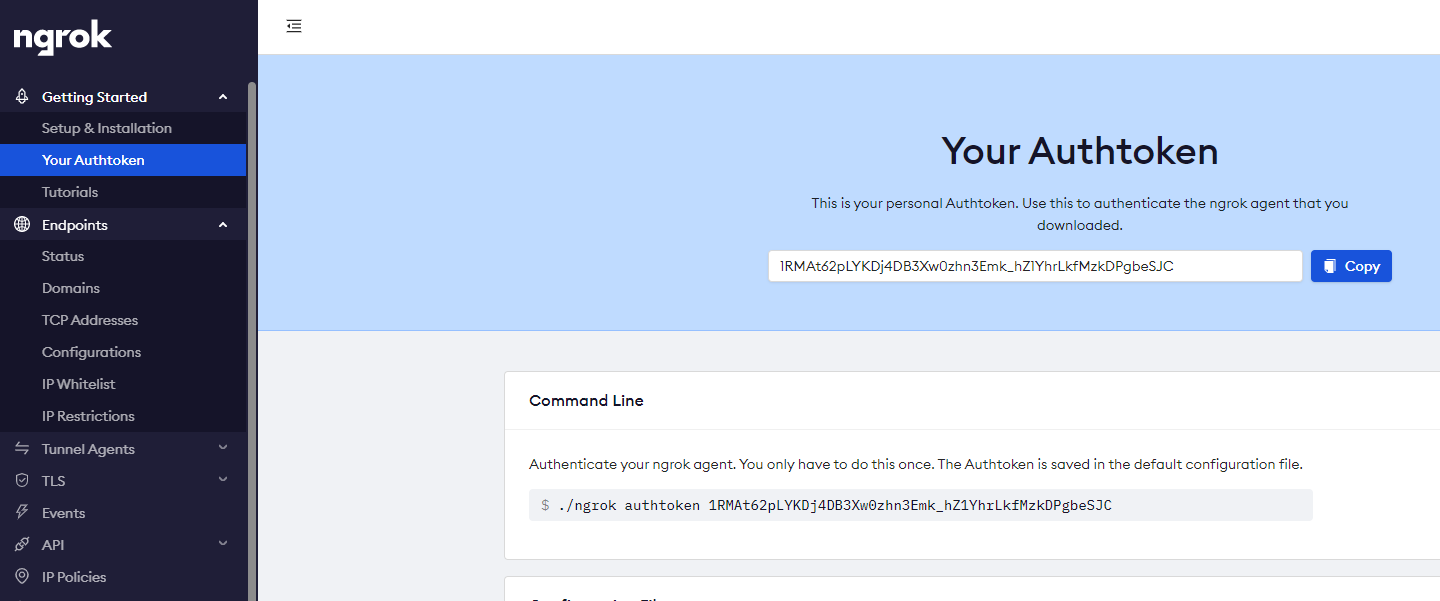 ngrok
Getting Started
Setup & Installation
Your Authtoken
Tutorials
Endpoints
Status
Domains
TCP Addresses
Configurations
IP Whitelist
IP Restrictions
Tunnel Agents
TLS
Events
API
IP Policies
Your Authtoken
This is your personal Authtoken. Use this to authenticate the ngrok agent that you
downloaded.
1RMAt62pLYKDj4DB3Xw0zhn3Emk_hZ1YhrLkfMzkDPgbeSJC
Copy
Command Line
Authenticate your ngrok agent. You only have to do this once. The Authtoken is saved in the default configuration file.
$ ./ngrok authtoken 1RMAt62pLYKDj4DB3Xw0zhn3Emk_hZ1YhrLkfMzkDPgbeSJC